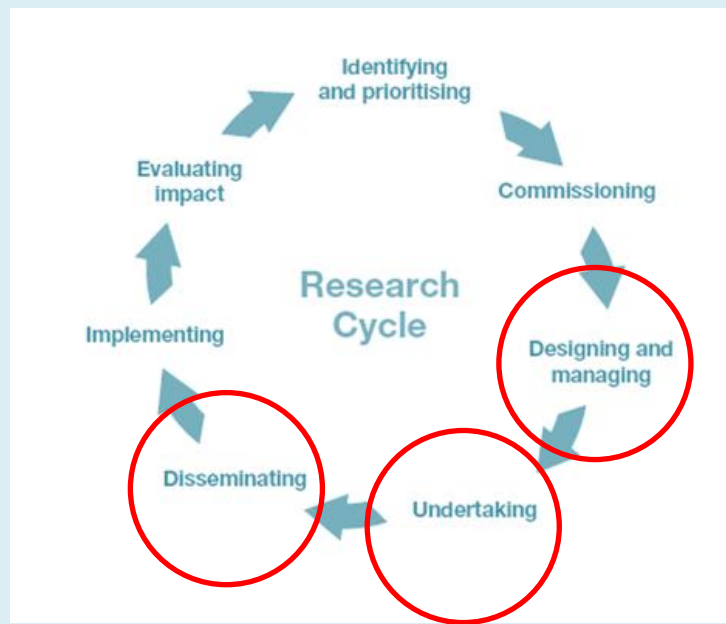 Identifying
and prioritising
Commissioning
Designing and
managing
Undertaking
Disseminating
Implementing
Evaluating
impact
Research
Cycle